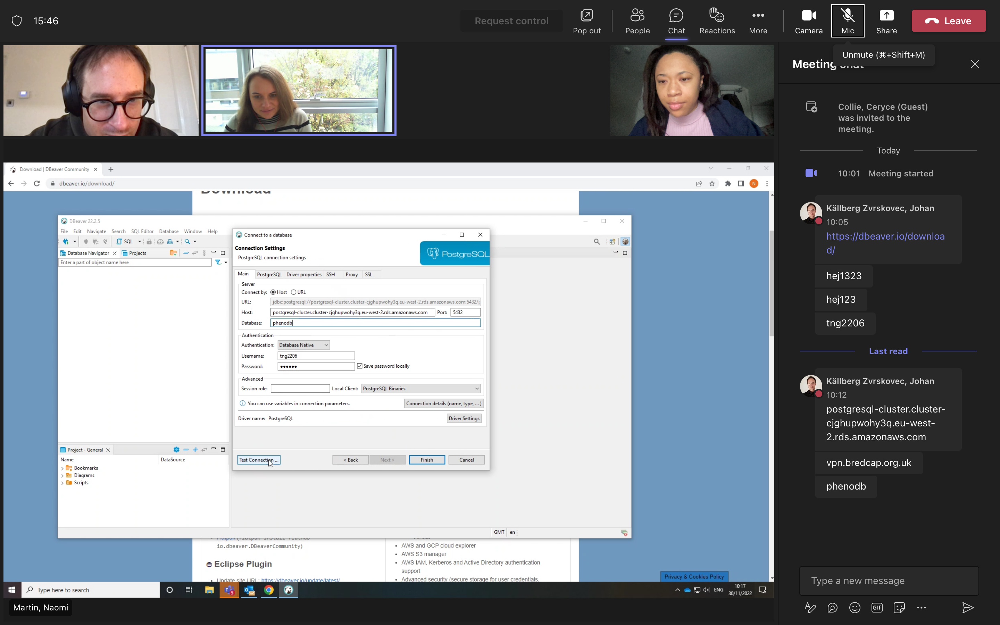 15:46
Request control
Pop out
People
Chat
Reactions
More
Camera
Mic
Share
Leave
Unmute (⌘+Shift+M)
Meeting chat
Collie, Ceryce (Guest)
was invited to the
meeting.
Today
10:01 Meeting started
Källberg Zvrskovec, Johan
10:05
https://dbeaver.io/downloa
d/
hej1323
hej123
tng2206
Last read
Källberg Zvrskovec, Johan
10:12
postgresql-cluster.cluster-
cjghupwohy3q.eu-west-
2.rds.amazonaws.com
vpn.bredcap.org.uk
phenodb
Type a new message
GIF
Download | DBeaver Community
dbeaver.io/download/
N
Download
DBeaver 22.2.5
File Edit Navigate Search SQL Editor Database Window Help
SQL
Database Navigator Projects
Enter a part of object name here
Connect to a database
Connection Settings
PostgreSQL connection settings
PostgreSQL
Main PostgreSQL Driver properties SSH Proxy SSL
Server
Connect by: Host URL
URL: jdbc:postgresql://postgresql-cluster.cluster-cjghupwohy3q.eu-west-2.rds.amazonaws.com:5432/
Host: postgresql-cluster.cluster-cjghupwohy3q.eu-west-2.rds.amazonaws.com Port: 5432
Database: phenodb
Authentication
Authentication: Database Native
Username: tng2206
Password: ●●●●●● Save password locally
Advanced
Session role: Local Client: PostgreSQL Binaries
You can use variables in connection parameters. Connection details (name, type, ... )
Driver name: PostgreSQL Driver Settings
Test Connection ... < Back Next > Finish Cancel
Project - General
Name DataSource
Bookmarks
Diagrams
Scripts
GMT en
io.dbeaver.DBeaverCommunity)
Eclipse Plugin
Update site URL: https://dbeaver.io/update/latest/
AWS and GCP cloud explorer
AWS S3 manager
AWS IAM, Kerberos and Active Directory authentication
support
Advanced security (secure storage for user credentials,
Privacy & Cookies Policy
Type here to search
ENG
10:17
30/11/2022
Martin, Naomi